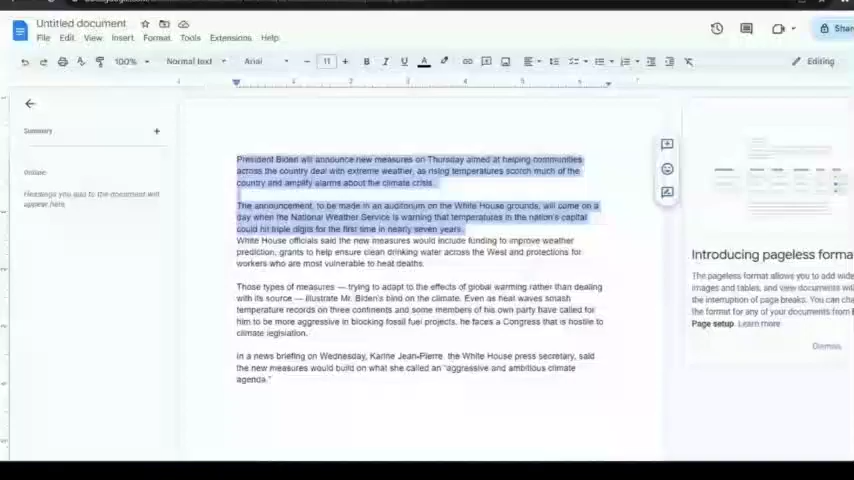 Untitled document
File Edit View Insert Format Tools Extensions Help
Share
100% Normal text Arial 11 B I U A Editing
Summary
Outline
Headings you add to the document will
appear here.
President Biden will announce new measures on Thursday aimed at helping communities
across the country deal with extreme weather, as rising temperatures scorch much of the
country and amplify alarms about the climate crisis.
The announcement, to be made in an auditorium on the White House grounds, will come on a
day when the National Weather Service is warning that temperatures in the nation's capital
could hit triple digits for the first time in nearly seven years.
White House officials said the new measures would include funding to improve weather
prediction, grants to help ensure clean drinking water across the West and protections for
workers who are most vulnerable to heat deaths.
Those types of measures — trying to adapt to the effects of global warming rather than dealing
with its source — illustrate Mr. Biden's bind on the climate. Even as heat waves smash
temperature records on three continents and some members of his own party have called for
him to be more aggressive in blocking fossil fuel projects, he faces a Congress that is hostile to
climate legislation.
In a news briefing on Wednesday, Karine Jean-Pierre, the White House press secretary, said
the new measures would build on what she called an "aggressive and ambitious climate
agenda."
Introducing pageless forma
The pageless format allows you to add wide
images and tables, and view documents wit
the interruption of page breaks. You can cha
the format for any of your documents from
Page setup. Learn more
Dismiss